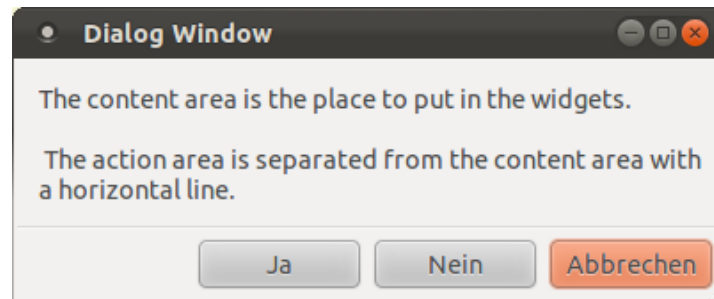 Dialog Window
The content area is the place to put in the widgets.
The action area is separated from the content area with
a horizontal line.
Ja Nein Abbrechen